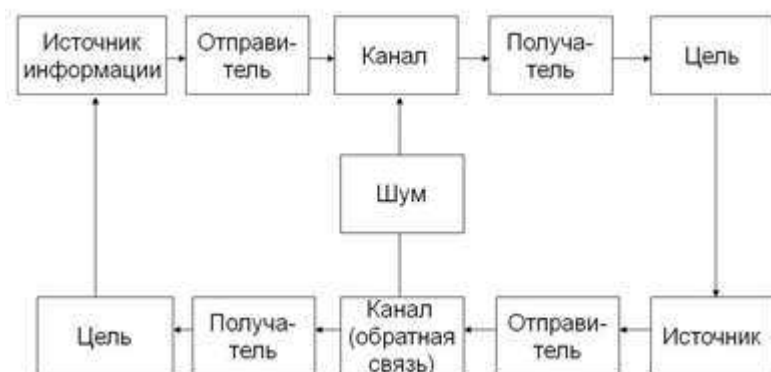 Источник
информации
Отправи-
тель
Канал
Получа-
тель
Цель
Шум
Цель
Получа-
тель
Канал
(обратная
связь)
Отправи-
тель
Источник